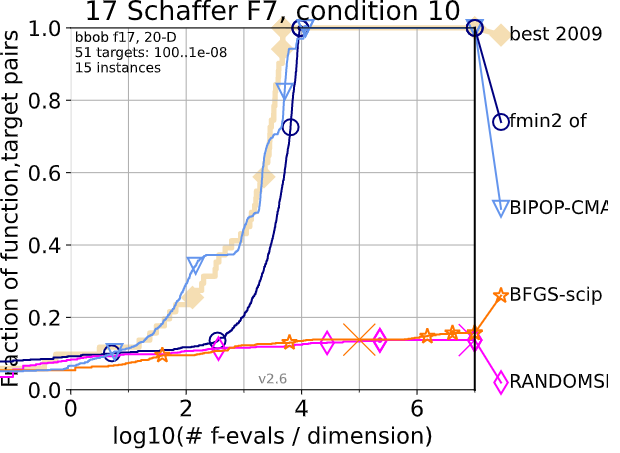 17 Schaffer F7, condition 10
bbob f17, 20-D
51 targets: 100..1e-08
15 instances
Fraction of function,target pairs
1.0
0.8
0.6
0.4
0.2
0.0
0
2
4
6
log10(# f-evals / dimension)
v2.6
best 2009
fmin2 of
BIPOP-CMA
BFGS-scip
RANDOMS